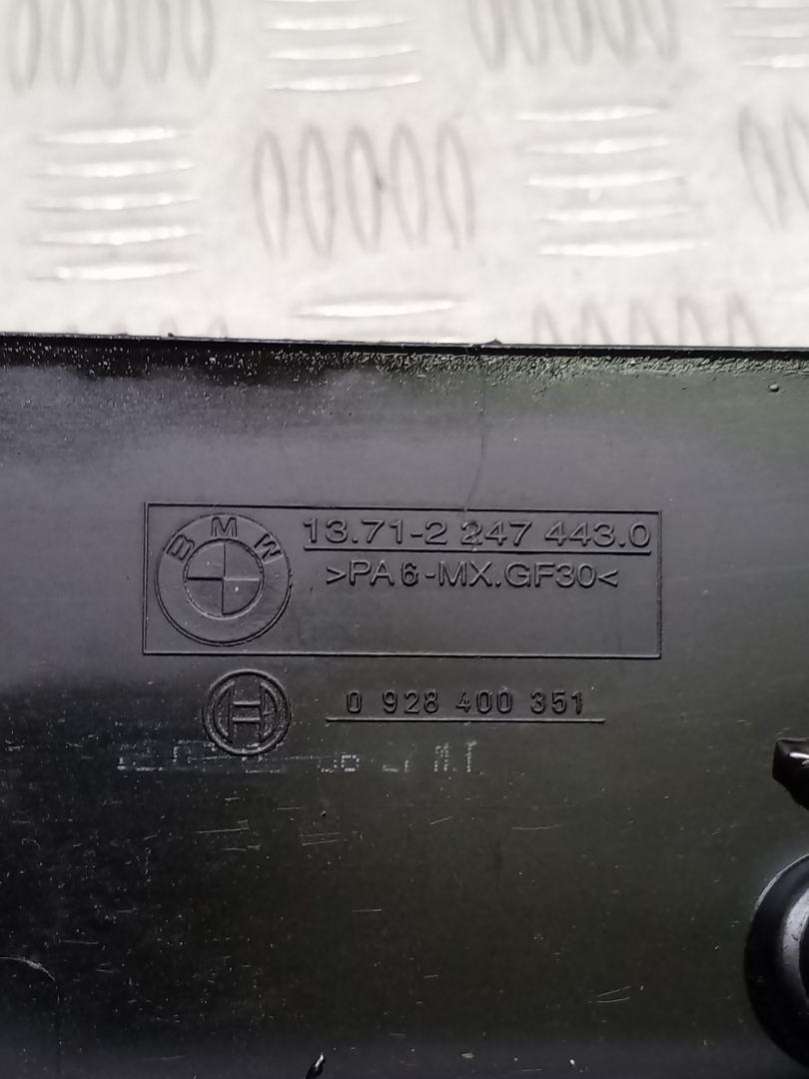 BMW
13.71-2 247 443.0
>PA6-MX.GF30<
0 928 400 351